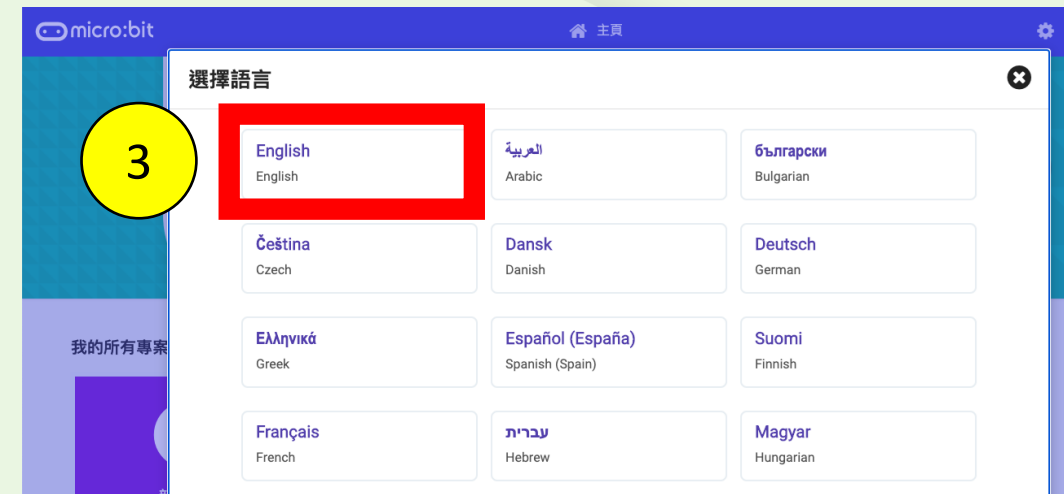 micro:bit
主頁
選擇語言
3
English
English
العربية
Arabic
български
Bulgarian
Čeština
Czech
Dansk
Danish
Deutsch
German
Ελληνικά
Greek
Español (España)
Spanish (Spain)
Suomi
Finnish
我的所有專案
Français
French
עברית
Hebrew
Magyar
Hungarian